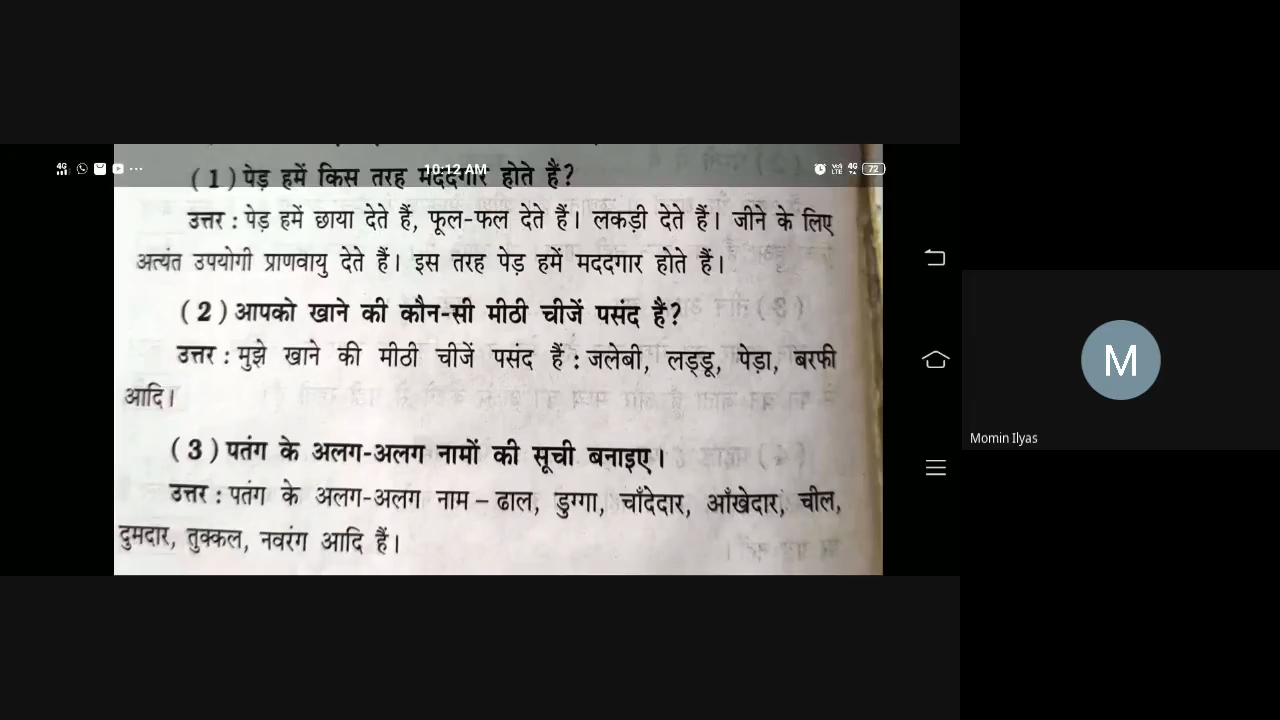 10:12 AM
4G
72
(1) पेड़ हमें किस तरह मददगार होते हैं?
उत्तर : पेड़ हमें छाया देते हैं, फूल-फल देते हैं। लकड़ी देते हैं। जीने के लिए
अत्यंत उपयोगी प्राणवायु देते हैं। इस तरह पेड़ हमें मददगार होते हैं।
(2) आपको खाने की कौन-सी मीठी चीजें पसंद हैं?
उत्तर : मुझे खाने की मीठी चीजें पसंद हैं : जलेबी, लड्डू, पेड़ा, बरफी
आदि।
(3) पतंग के अलग-अलग नामों की सूची बनाइए।
उत्तर : पतंग के अलग-अलग नाम – ढाल, डुग्गा, चाँदेदार, आँखेदार, चील,
दुमदार, तुक्कल, नवरंग आदि हैं।
M
Momin Ilyas